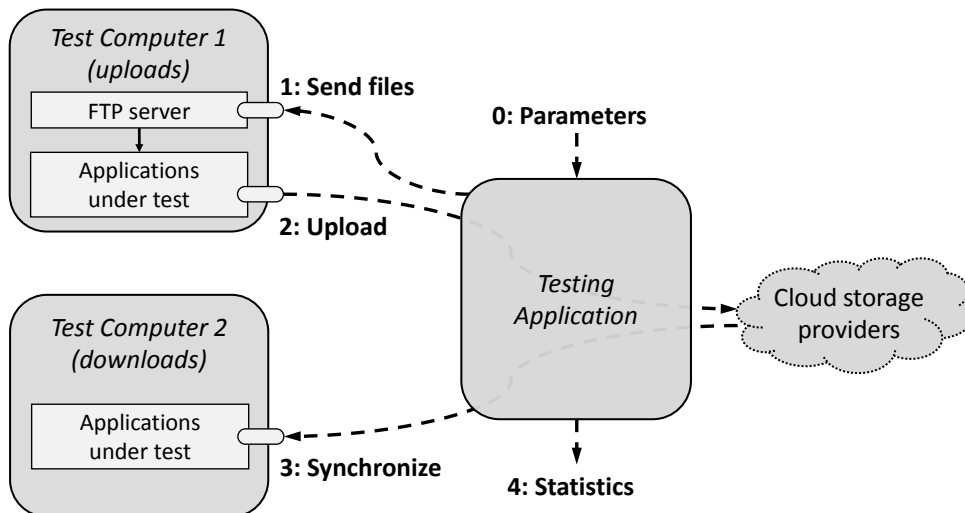 Test Computer 1
(uploads)
FTP server
Applications
under test
1: Send files
2: Upload
0: Parameters
Testing
Application
Cloud storage
providers
Test Computer 2
(downloads)
Applications
under test
3: Synchronize
4: Statistics